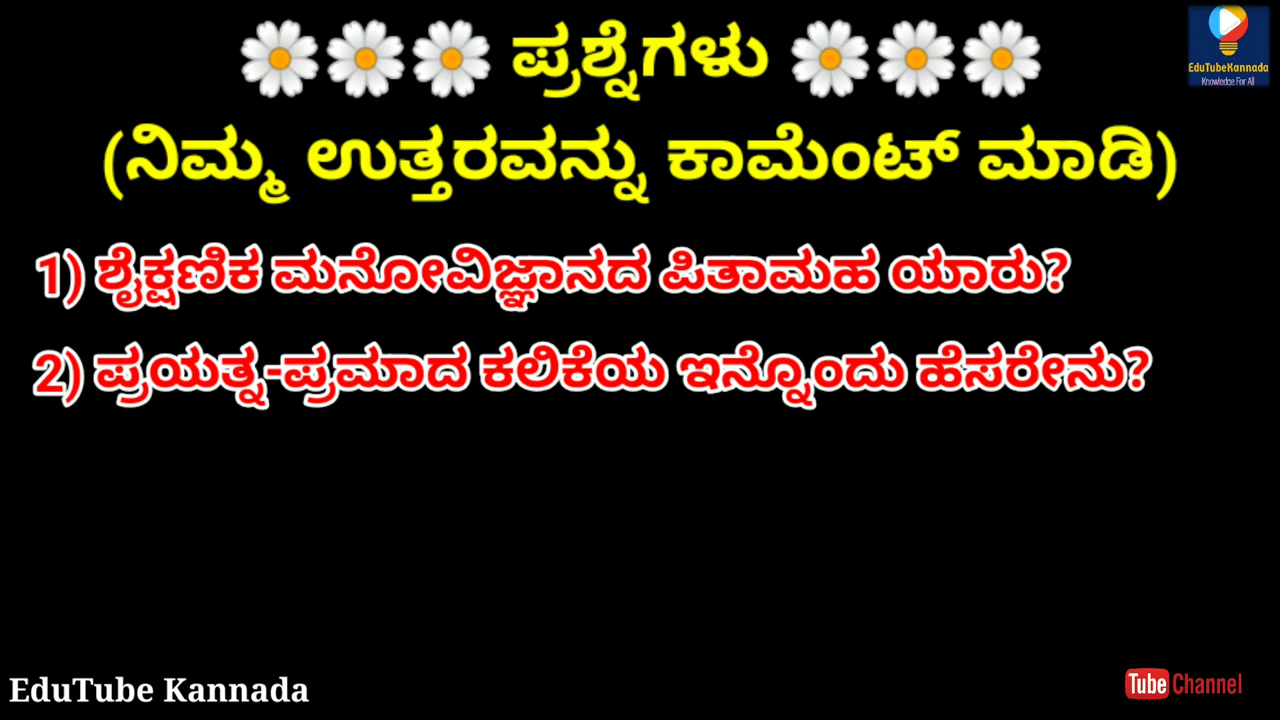 ಪ್ರಶ್ನೆಗಳು
EduTubeKannada
Knowledge For All
(ನಿಮ್ಮ ಉತ್ತರವನ್ನು ಕಾಮೆಂಟ್ ಮಾಡಿ)
1) ಶೈಕ್ಷಣಿಕ ಮನೋವಿಜ್ಞಾನದ ಪಿತಾಮಹ ಯಾರು?
2) ಪ್ರಯತ್ನ-ಪ್ರಮಾದ ಕಲಿಕೆಯ ಇನ್ನೊಂದು ಹೆಸರೇನು?
EduTube Kannada
Tube Channel